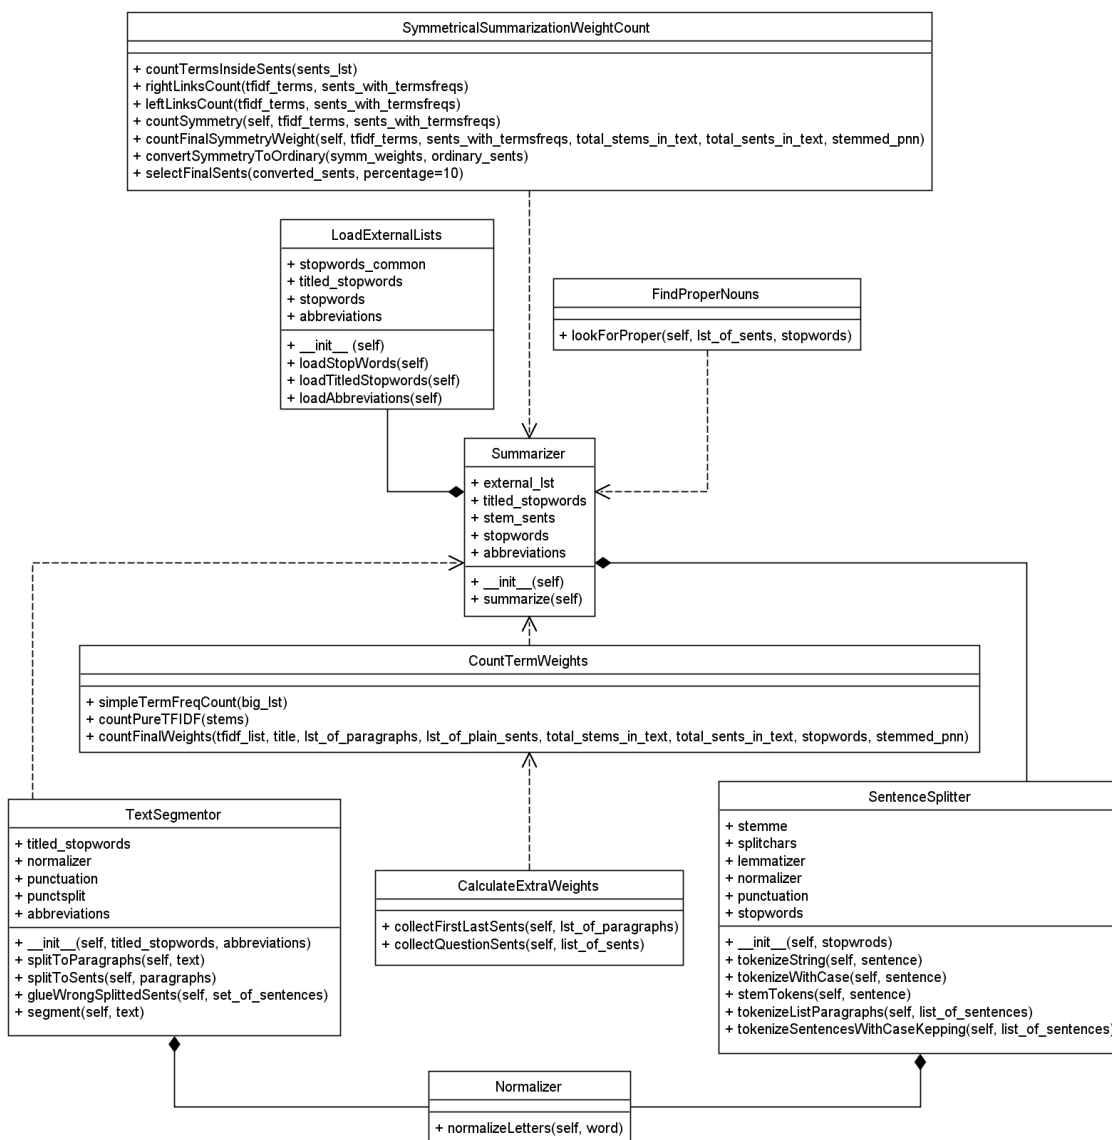 SymmetricalSummarizationWeightCount
+ countTermsInsideSents(sents_lst)
+ rightLinksCount(tfidf_terms, sents_with_termsfreqs)
+ leftLinksCount(tfidf_terms, sents_with_termsfreqs)
+ countSymmetry(self, tfidf_terms, sents_with_termsfreqs)
+ countFinalSymmetryWeight(self, tfidf_terms, sents_with_termsfreqs, total_stems_in_text, total_sents_in_text, stemmed_pnn)
+ convertSymmetryToOrdinary(symm_weights, ordinary_sents)
+ selectFinalSents(converted_sents, percentage=10)
LoadExternalLists
+ stopwords_common
+ titled_stopwords
+ stopwords
+ abbreviations
+ __init__ (self)
+ loadStopWords(self)
+ loadTitledStopwords(self)
+ loadAbbreviations(self)
FindProperNouns
+ lookForProper(self, lst_of_sents, stopwords)
Summarizer
+ external_lst
+ titled_stopwords
+ stem_sents
+ stopwords
+ abbreviations
+ __init__(self)
+ summarize(self)
CountTermWeights
+ simpleTermFreqCount(big_lst)
+ countPureTFIDF(stems)
+ countFinalWeights(tfidf_list, title, lst_of_paragraphs, lst_of_plain_sents, total_stems_in_text, total_sents_in_text, stopwords, stemmed_pnn)
TextSegmentor
+ titled_stopwords
+ normalizer
+ punctuation
+ punctsplit
+ abbreviations
+ __init__(self, titled_stopwords, abbreviations)
+ splitToParagraphs(self, text)
+ splitToSents(self, paragraphs)
+ glueWrongSplittedSents(self, set_of_sentences)
+ segment(self, text)
CalculateExtraWeights
+ collectFirstLastSents(self, lst_of_paragraphs)
+ collectQuestionSents(self, list_of_sents)
SentenceSplitter
+ stemme
+ splitchars
+ lemmatizer
+ normalizer
+ punctuation
+ stopwords
+ __init__(self, stopwrods)
+ tokenizeString(self, sentence)
+ tokenizeWithCase(self, sentence)
+ stemTokens(self, sentence)
+ tokenizeListParagraphs(self, list_of_sentences)
+ tokenizeSentencesWithCaseKepping(self, list_of_sentences)
Normalizer
+ normalizeLetters(self, word)